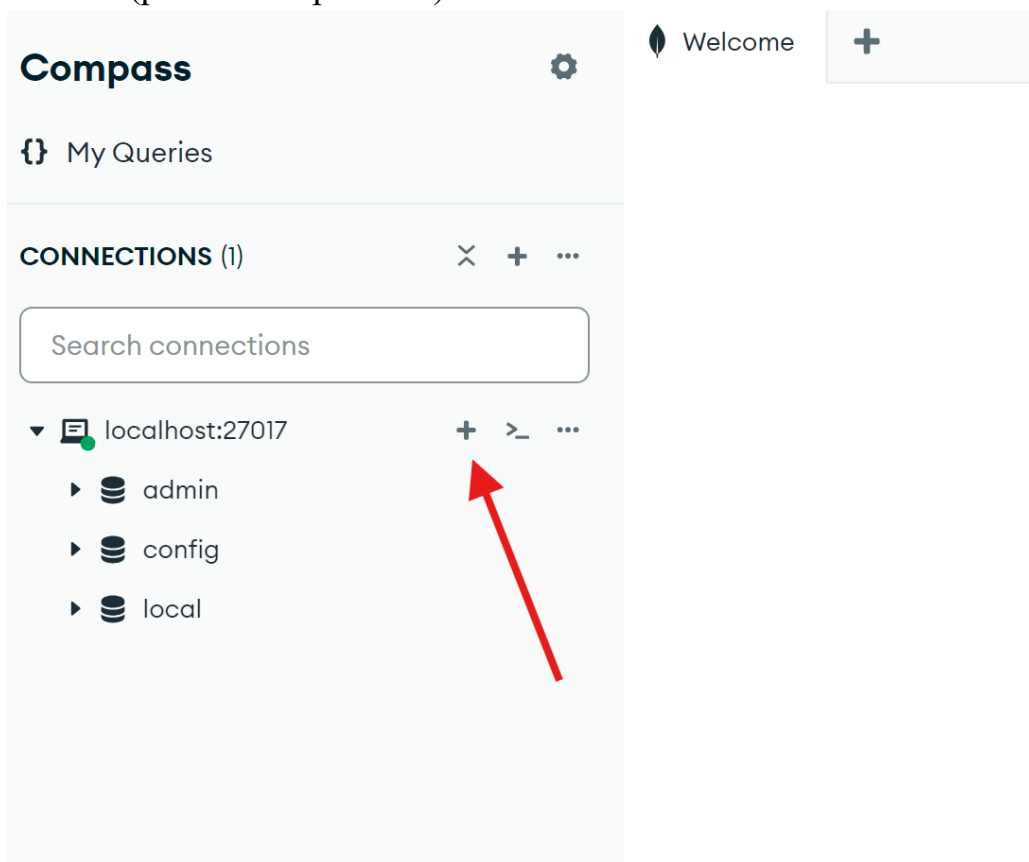 Compass
My Queries
CONNECTIONS (1)
Search connections
localhost:27017
admin
config
local
Welcome